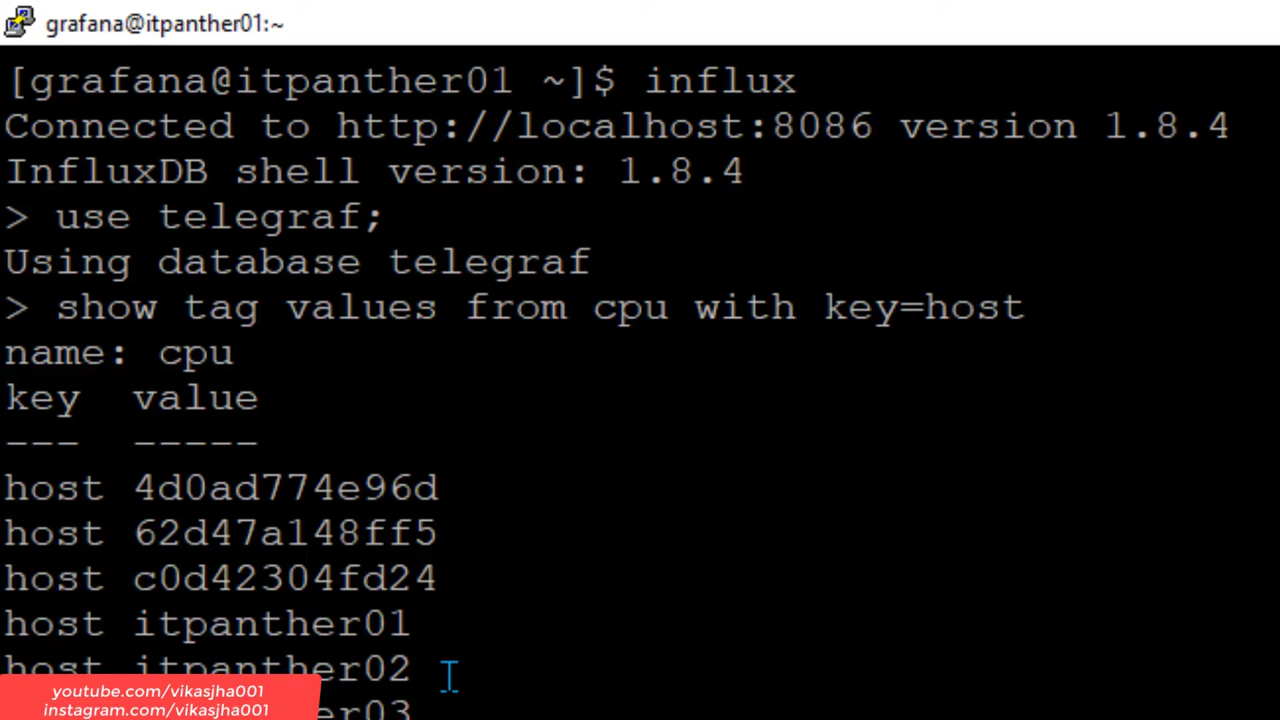 grafana@itpanther01:~
[grafana@itpanther01 ~]$ influx
Connected to http://localhost:8086 version 1.8.4
InfluxDB shell version: 1.8.4
> use telegraf;
Using database telegraf
> show tag values from cpu with key=host
name: cpu
key value
--- -----
host 4d0ad774e96d
host 62d47a148ff5
host c0d42304fd24
host itpanther01
host itpanther02
youtube.com/vikasjha001
instagram.com/vikasjha001